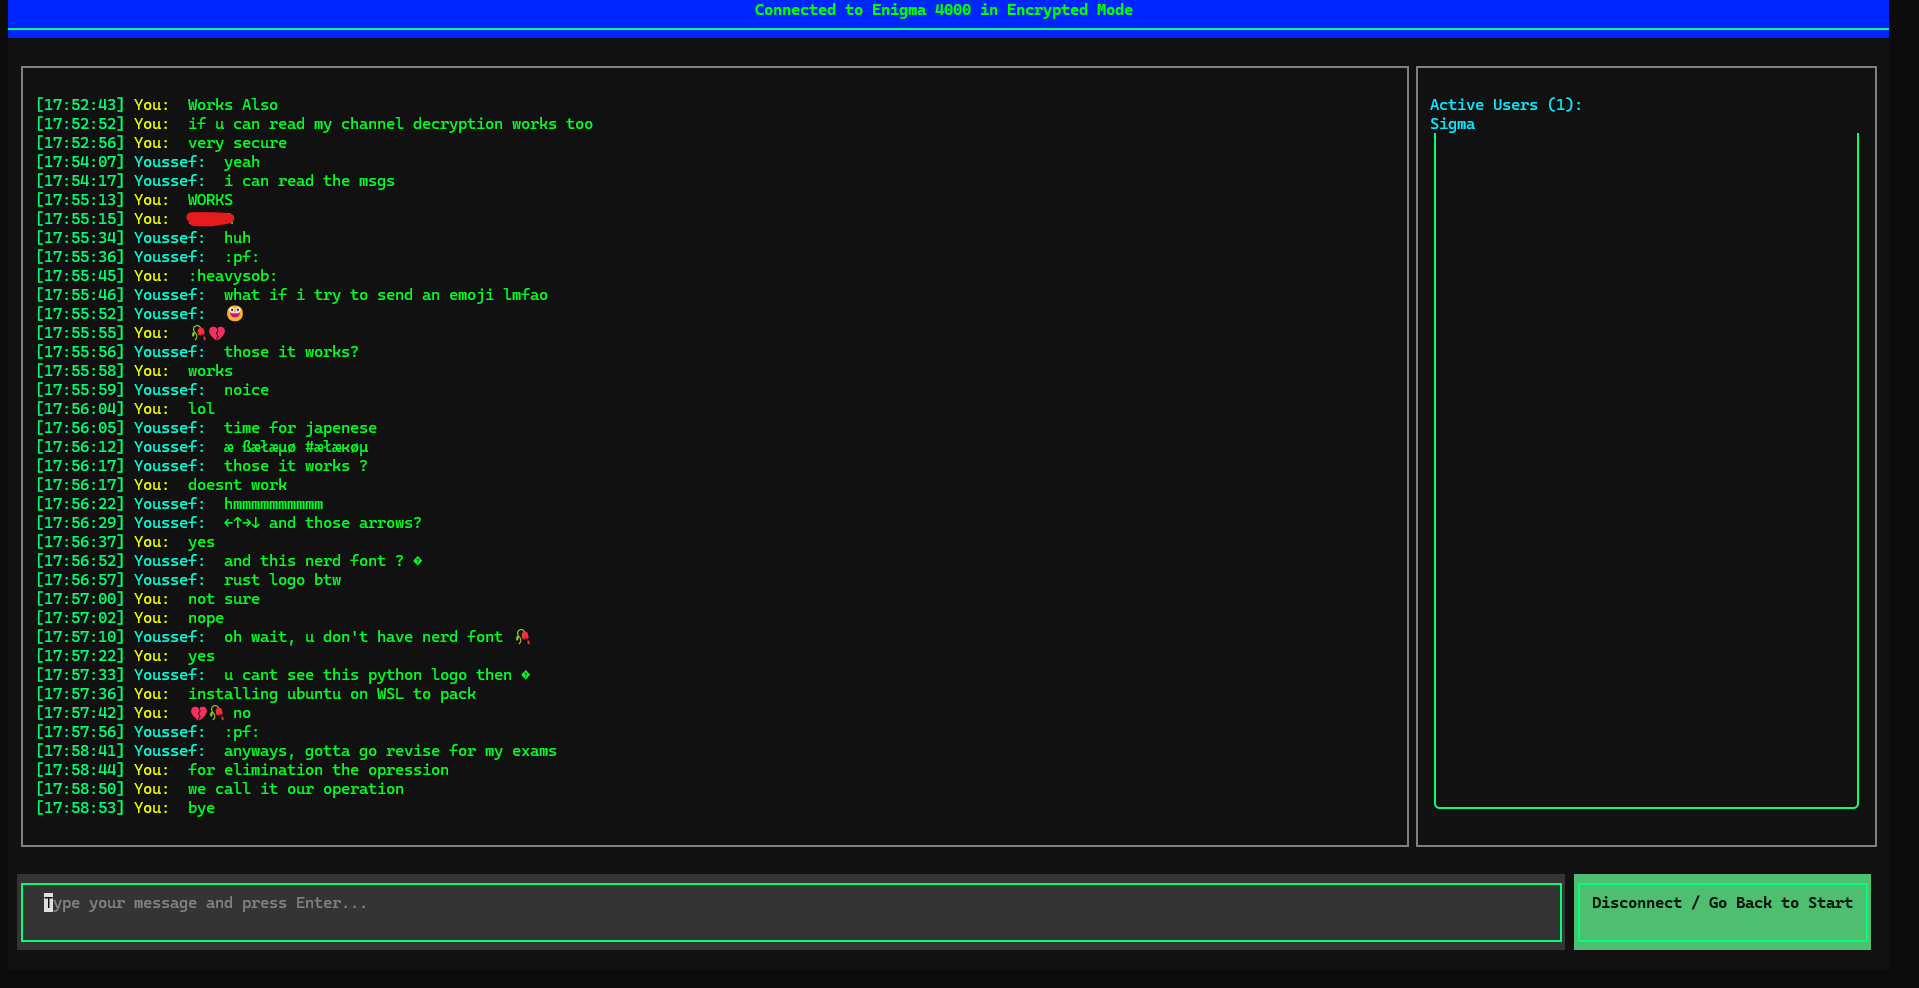 Connected to Enigma 4000 in Encrypted Mode
[17:52:43] You: Works Also
[17:52:52] You: if u can read my channel decryption works too
[17:52:56] You: very secure
[17:54:07] Youssef: yeah
[17:54:17] Youssef: i can read the msgs
[17:55:13] You: WORKS
[17:55:15] You:
[17:55:34] Youssef: huh
[17:55:36] Youssef: :pf:
[17:55:45] You: :heavysob:
[17:55:46] Youssef: what if i try to send an emoji lmfao
[17:55:52] Youssef: 😀
[17:55:55] You: 🥀💔
[17:55:56] Youssef: those it works?
[17:55:58] You: works
[17:55:59] Youssef: noice
[17:56:04] You: lol
[17:56:05] Youssef: time for japenese
[17:56:12] Youssef: æ ßæłæµø #æłæĸøµ
[17:56:17] Youssef: those it works ?
[17:56:17] You: doesnt work
[17:56:22] Youssef: hmmmmmmmmmm
[17:56:29] Youssef: ←↑→↓ and those arrows?
[17:56:37] You: yes
[17:56:52] Youssef: and this nerd font ? �
[17:56:57] Youssef: rust logo btw
[17:57:00] You: not sure
[17:57:02] You: nope
[17:57:10] Youssef: oh wait, u don't have nerd font 🥀
[17:57:22] You: yes
[17:57:33] Youssef: u cant see this python logo then �
[17:57:36] You: installing ubuntu on WSL to pack
[17:57:42] You: 💔🥀 no
[17:57:56] Youssef: :pf:
[17:58:41] Youssef: anyways, gotta go revise for my exams
[17:58:44] You: for elimination the opression
[17:58:50] You: we call it our operation
[17:58:53] You: bye
Active Users (1):
Sigma
Type your message and press Enter...
Disconnect / Go Back to Start